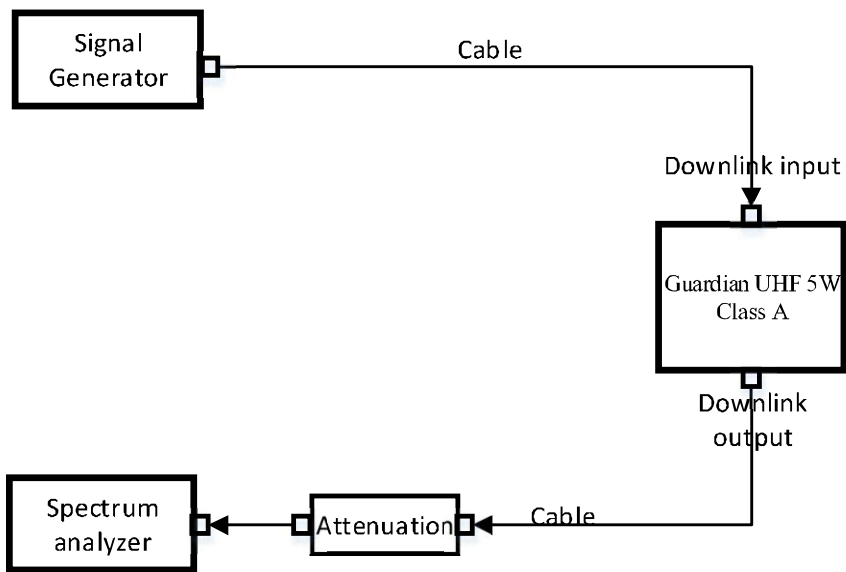 Signal
Generator
Cable
Downlink input
Guardian UHF 5W
Class A
Downlink
output
Cable
Attenuation
Spectrum
analyzer